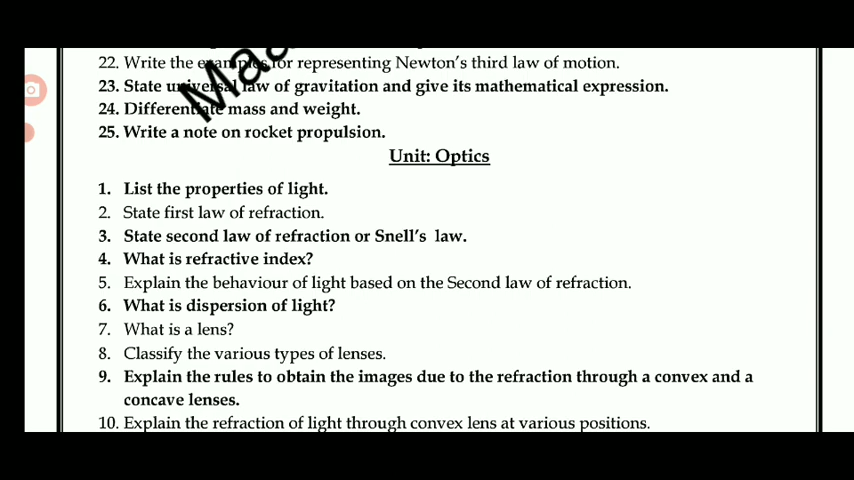 22. Write the examples for representing Newton's third law of motion.
23. State universal law of gravitation and give its mathematical expression.
24. Differentiate mass and weight.
25. Write a note on rocket propulsion.
Unit: Optics
1. List the properties of light.
2. State first law of refraction.
3. State second law of refraction or Snell's law.
4. What is refractive index?
5. Explain the behaviour of light based on the Second law of refraction.
6. What is dispersion of light?
7. What is a lens?
8. Classify the various types of lenses.
9. Explain the rules to obtain the images due to the refraction through a convex and a
concave lenses.
10. Explain the refraction of light through convex lens at various positions.